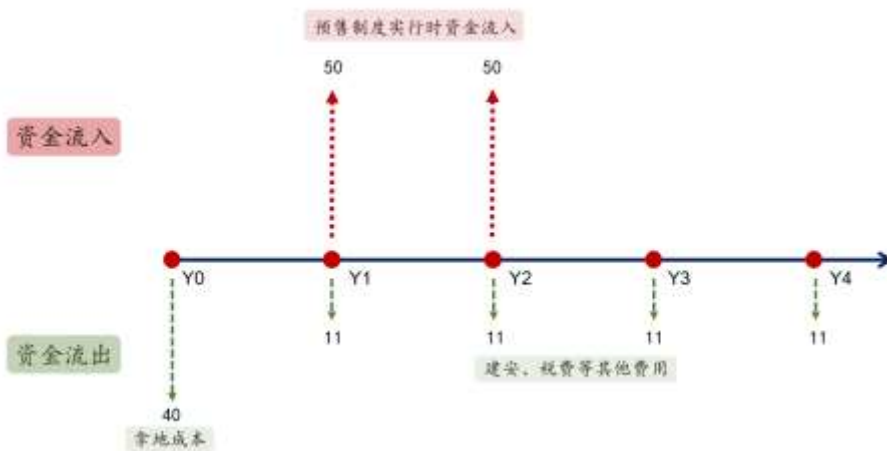 预售制度实行时资金流入
50 50
资金流入
Y0 Y1 Y2 Y3 Y4
11 11 11 11
资金流出
建安、税费等其他费用
40
拿地成本